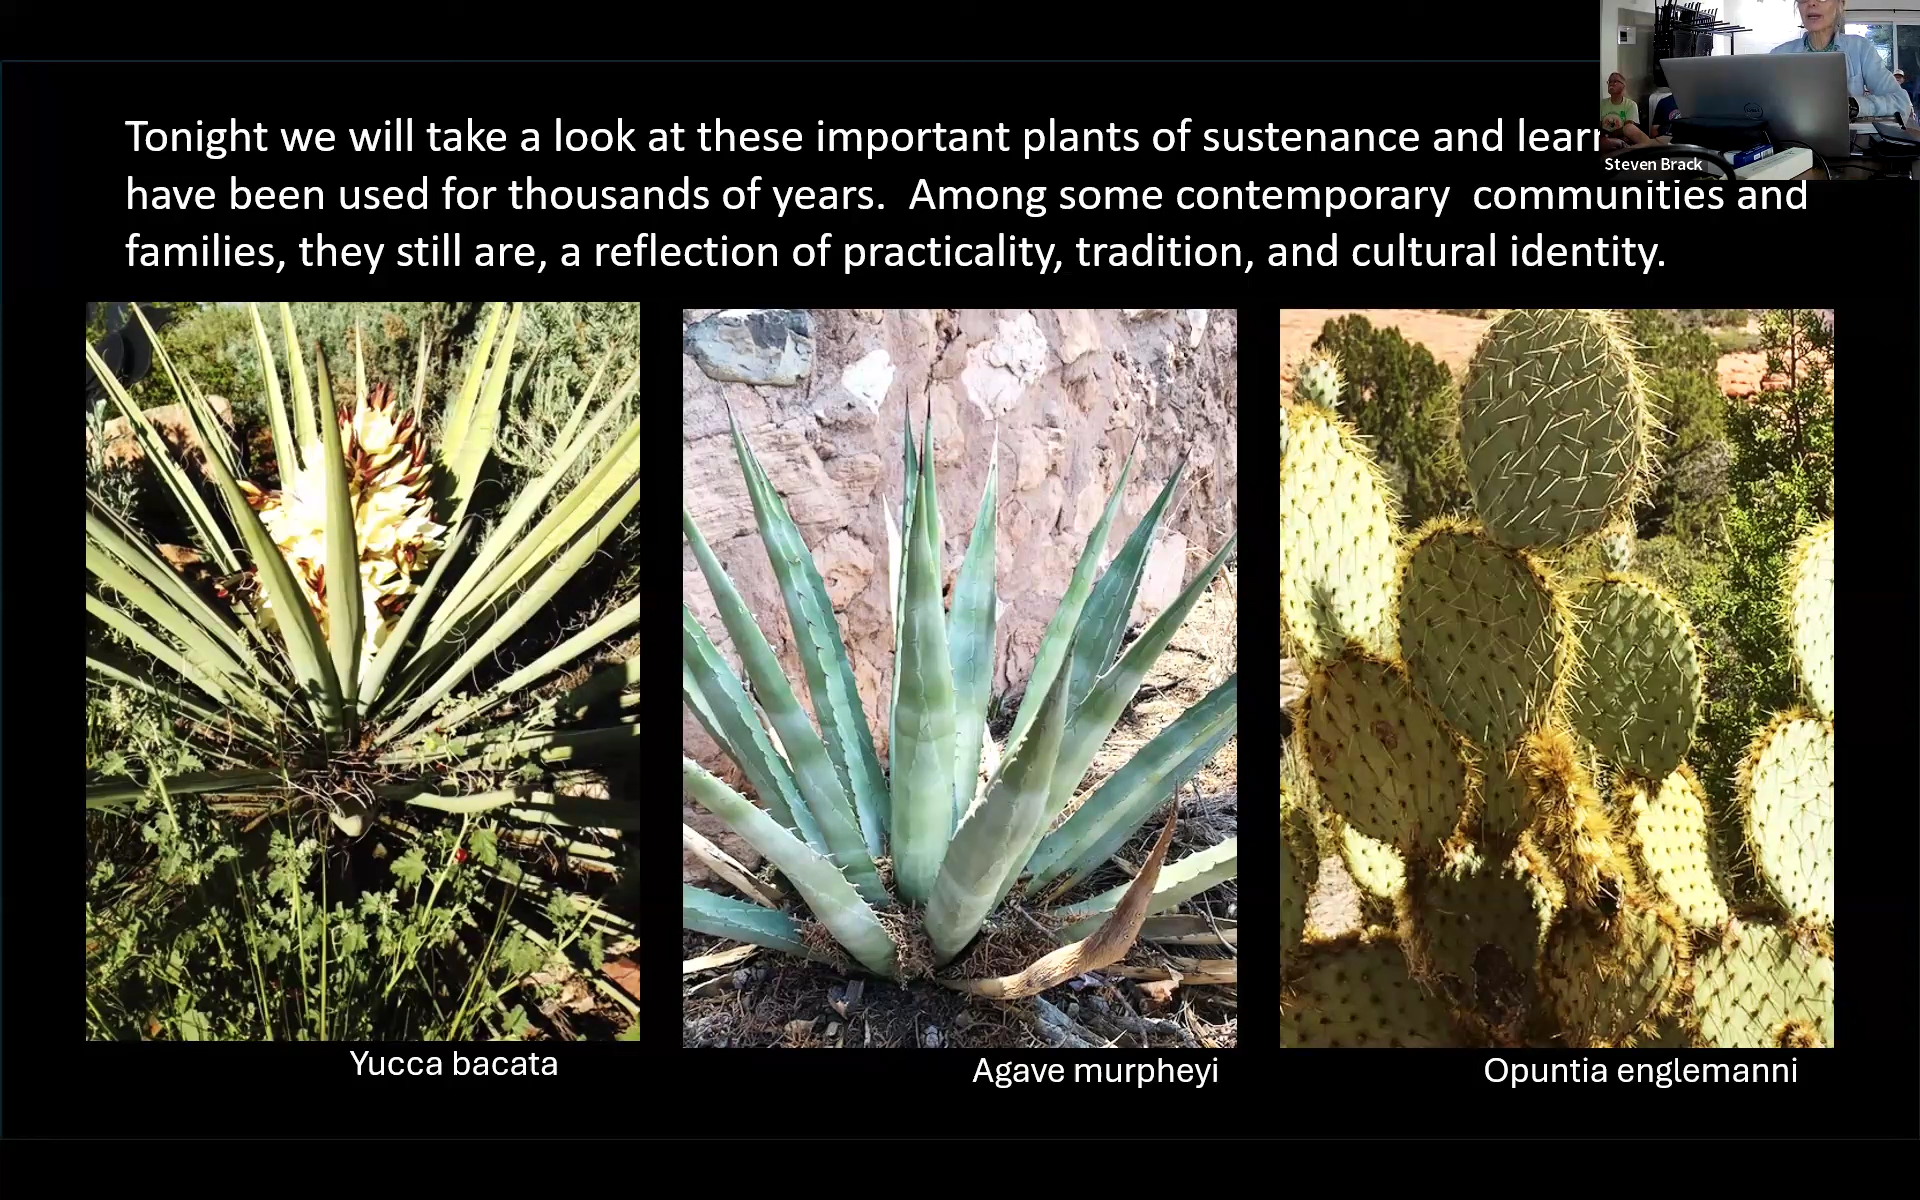 Tonight we will take a look at these important plants of sustenance and learn
Steven Brack
have been used for thousands of years. Among some contemporary communities and
families, they still are, a reflection of practicality, tradition, and cultural identity.
Yucca bacata
Agave murpheyi
Opuntia englemanni